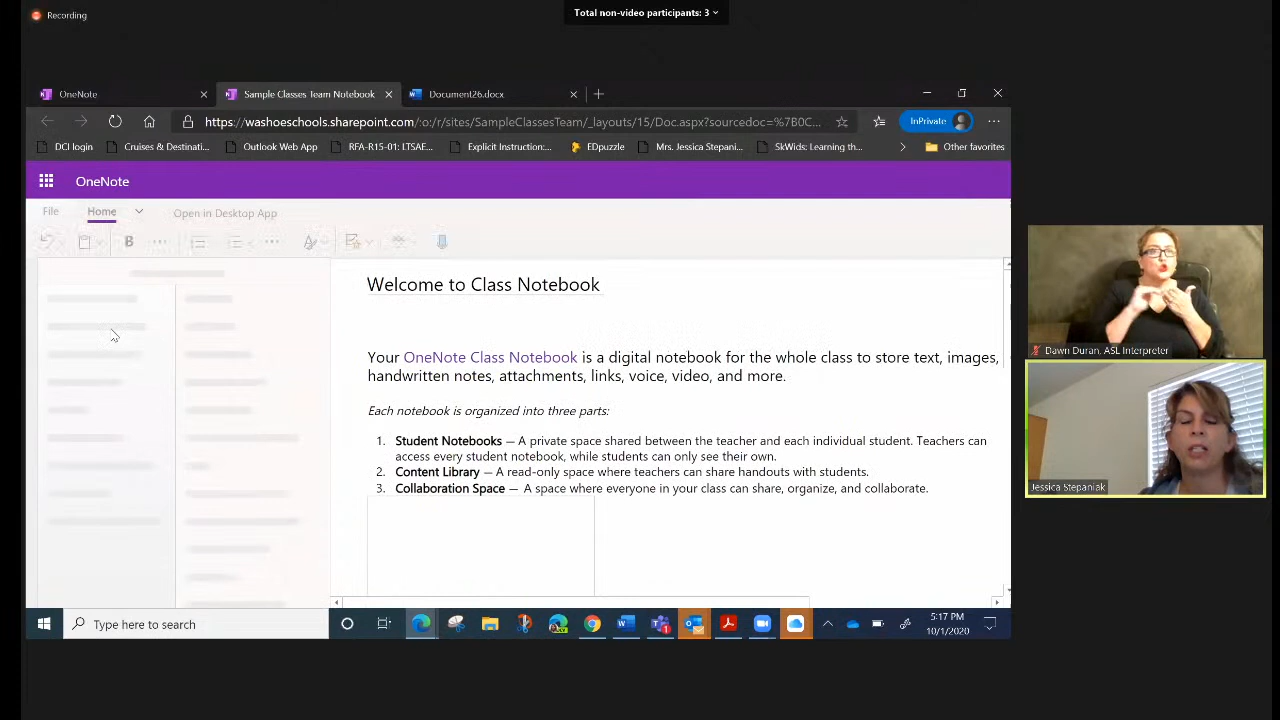 Recording
Total non-video participants: 3
OneNote
Sample Classes Team Notebook
Document26.docx
https://washoeschools.sharepoint.com/:o:/r/sites/SampleClassesTeam/_layouts/15/Doc.aspx?sourcedoc=%7B0C...
InPrivate
DCI login
Cruises & Destinati...
Outlook Web App
RFA-R15-01: LTSAE...
Explicit Instruction:...
EDpuzzle
Mrs. Jessica Stepani...
SkWids: Learning th...
Other favorites
OneNote
File
Home
Open in Desktop App
B
Welcome to Class Notebook
Your OneNote Class Notebook is a digital notebook for the whole class to store text, images,
handwritten notes, attachments, links, voice, video, and more.
Each notebook is organized into three parts:
1. Student Notebooks — A private space shared between the teacher and each individual student. Teachers can
access every student notebook, while students can only see their own.
2. Content Library — A read-only space where teachers can share handouts with students.
3. Collaboration Space — A space where everyone in your class can share, organize, and collaborate.
Dawn Duran, ASL Interpreter
Jessica Stepaniak
Type here to search
5:17 PM
10/1/2020